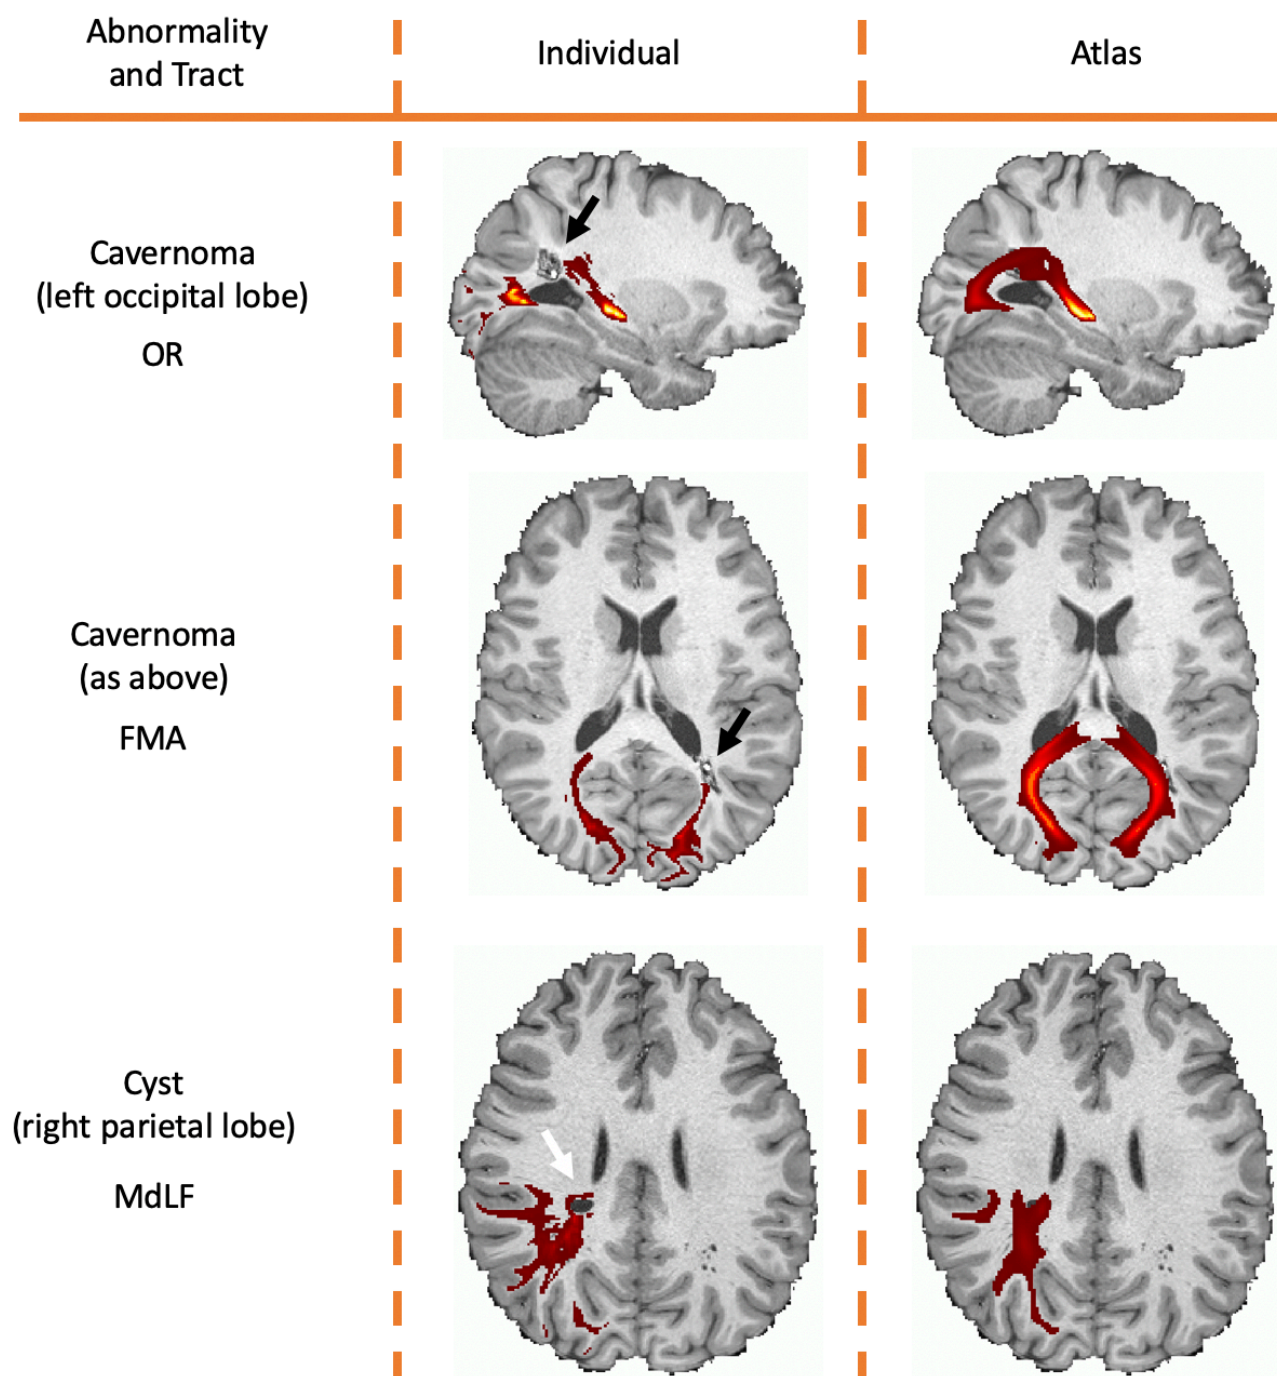 Abnormality
and Tract
Individual
Atlas
Cavernoma
(left occipital lobe)
OR
Cavernoma
(as above)
FMA
Cyst
(right parietal lobe)
MdLF